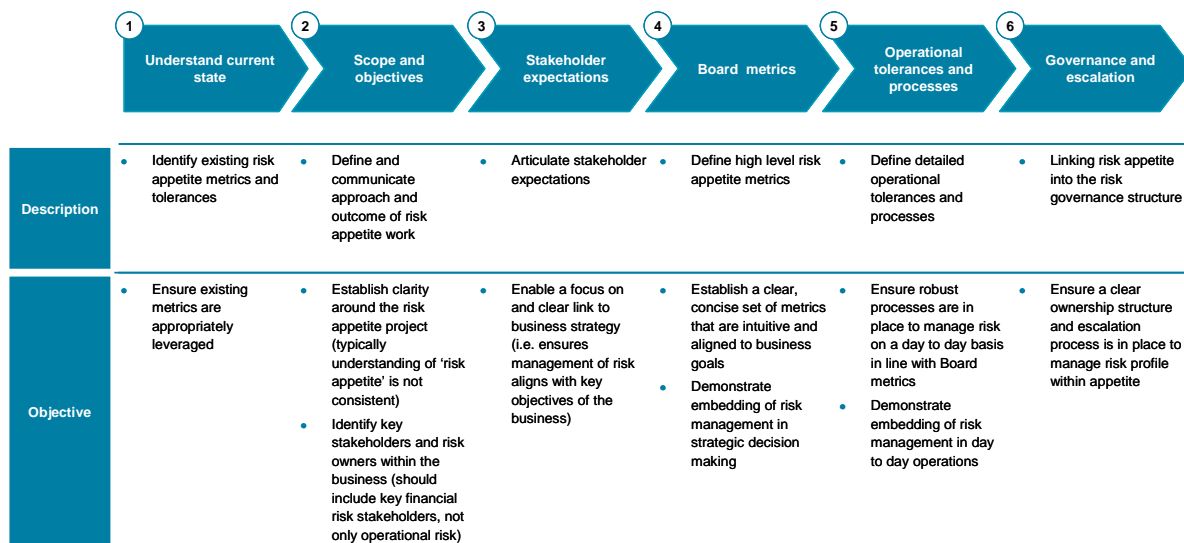 1
Understand current
state
2
Scope and
objectives
3
Stakeholder
expectations
4
Board metrics
5
Operational
tolerances and
processes
6
Governance and
escalation
Description
• Identify existing risk
appetite metrics and
tolerances
• Define and
communicate
approach and
outcome of risk
appetite work
• Articulate stakeholder
expectations
• Define high level risk
appetite metrics
• Define detailed
operational
tolerances and
processes
• Linking risk appetite
into the risk
governance structure
Objective
• Ensure existing
metrics are
appropriately
leveraged
• Establish clarity
around the risk
appetite project
(typically
understanding of ‘risk
appetite’ is not
consistent)
• Identify key
stakeholders and risk
owners within the
business (should
include key financial
risk stakeholders, not
only operational risk)
• Enable a focus on
and clear link to
business strategy
(i.e. ensures
management of risk
aligns with key
objectives of the
business)
• Establish a clear,
concise set of metrics
that are intuitive and
aligned to business
goals
• Demonstrate
embedding of risk
management in
strategic decision
making
• Ensure robust
processes are in
place to manage risk
on a day to day basis
in line with Board
metrics
• Demonstrate
embedding of risk
management in day
to day operations
• Ensure a clear
ownership structure
and escalation
process is in place to
manage risk profile
within appetite